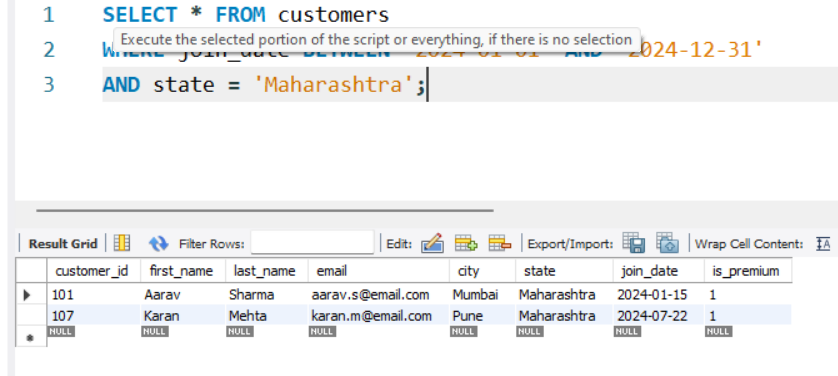 1 SELECT * FROM customers
Execute the selected portion of the script or everything, if there is no selection
2 WHERE join_date BETWEEN '2024-01-01' AND '2024-12-31'
3 AND state = 'Maharashtra';
Result Grid Filter Rows: Edit: Export/Import: Wrap Cell Content: IA
customer_id first_name last_name email city state join_date is_premium
101 Aarav Sharma aarav.s@email.com Mumbai Maharashtra 2024-01-15 1
107 Karan Mehta karan.m@email.com Pune Maharashtra 2024-07-22 1
NULL NULL NULL NULL NULL NULL NULL NULL